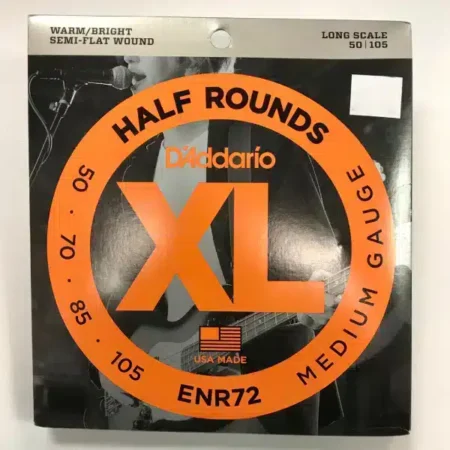 WARM/BRIGHT
SEMI-FLAT WOUND
LONG SCALE
50 | 105
HALF ROUNDS
D'Addario
XL
50 · 70 · 85 · 105
MEDIUM GAUGE
USA MADE
ENR72